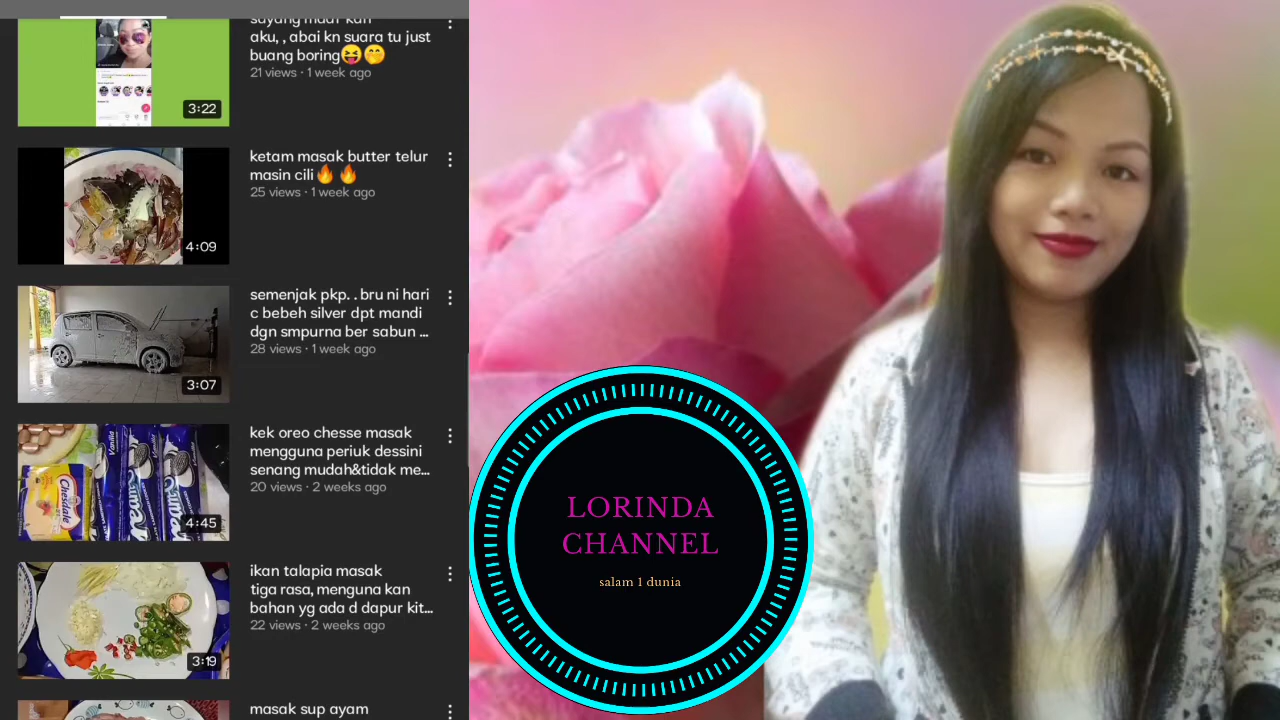 sayang maaf kan
aku, , abai kn suara tu just
buang boring😝🤭
21 views · 1 week ago
3:22
ketam masak butter telur
masin cili🔥🔥
25 views · 1 week ago
4:09
semenjak pkp. . bru ni hari
c bebeh silver dpt mandi
dgn smpurna ber sabun ...
28 views · 1 week ago
3:07
kek oreo chesse masak
mengguna periuk dessini
senang mudah&tidak me...
20 views · 2 weeks ago
Vanilla
Chesdale
4:45
ikan talapia masak
tiga rasa, menguna kan
bahan yg ada d dapur kit...
22 views · 2 weeks ago
3:19
masak sup ayam
LORINDA
CHANNEL
salam 1 dunia